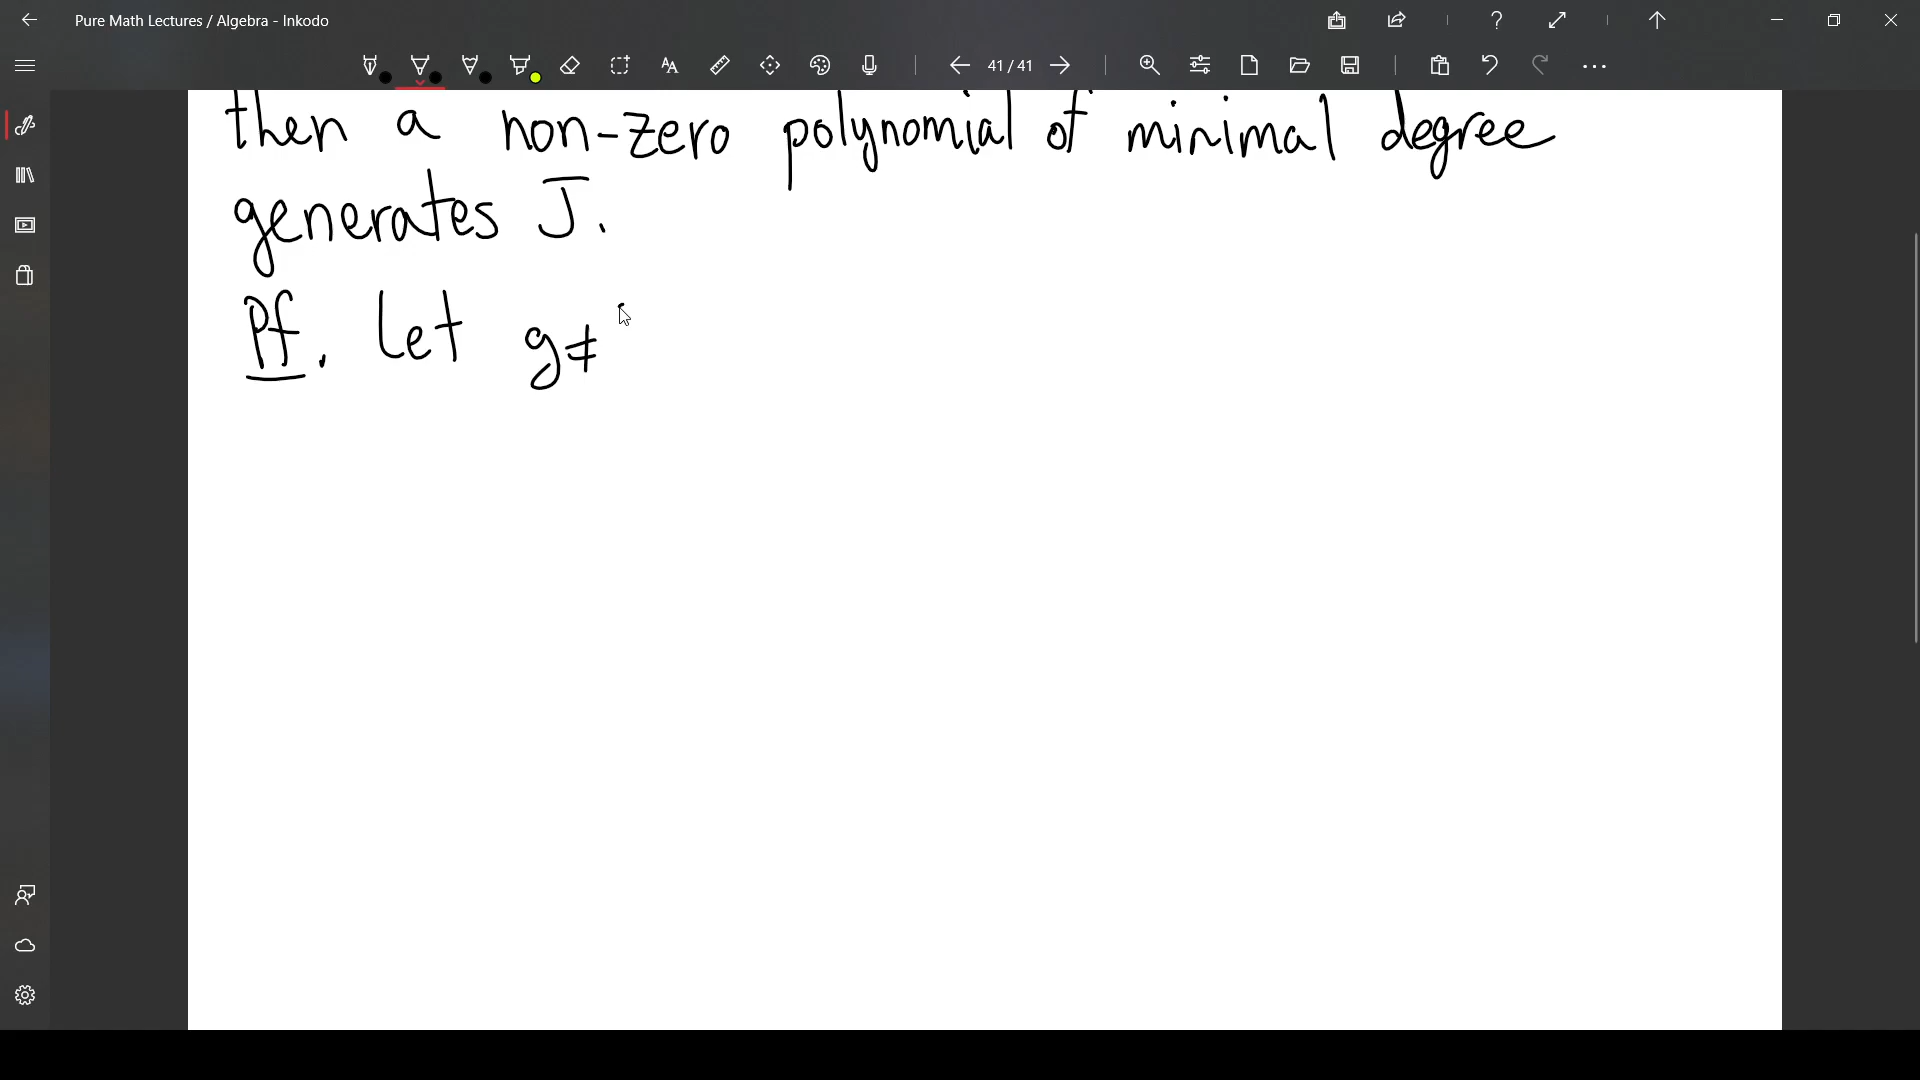 Pure Math Lectures / Algebra - Inkodo
41 / 41
then a non-zero polynomial of minimal degree
generates J.
Pf. Let g≠